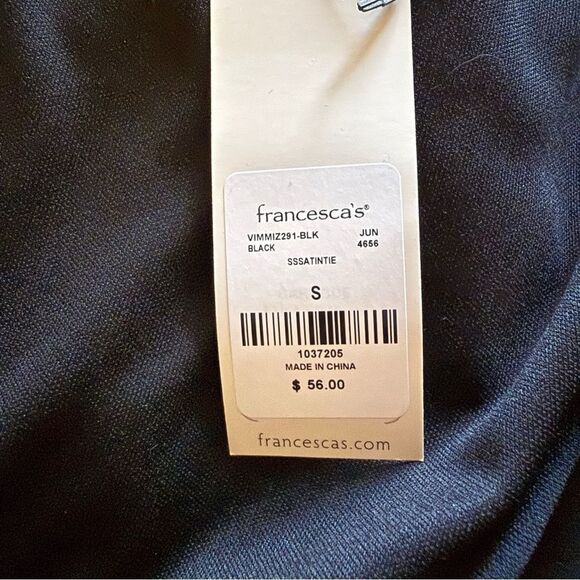 francesca's®
VIMMIZ291-BLK JUN
BLACK 4656
SSSATINTIE
S
1037205
MADE IN CHINA
$ 56.00
francescas.com